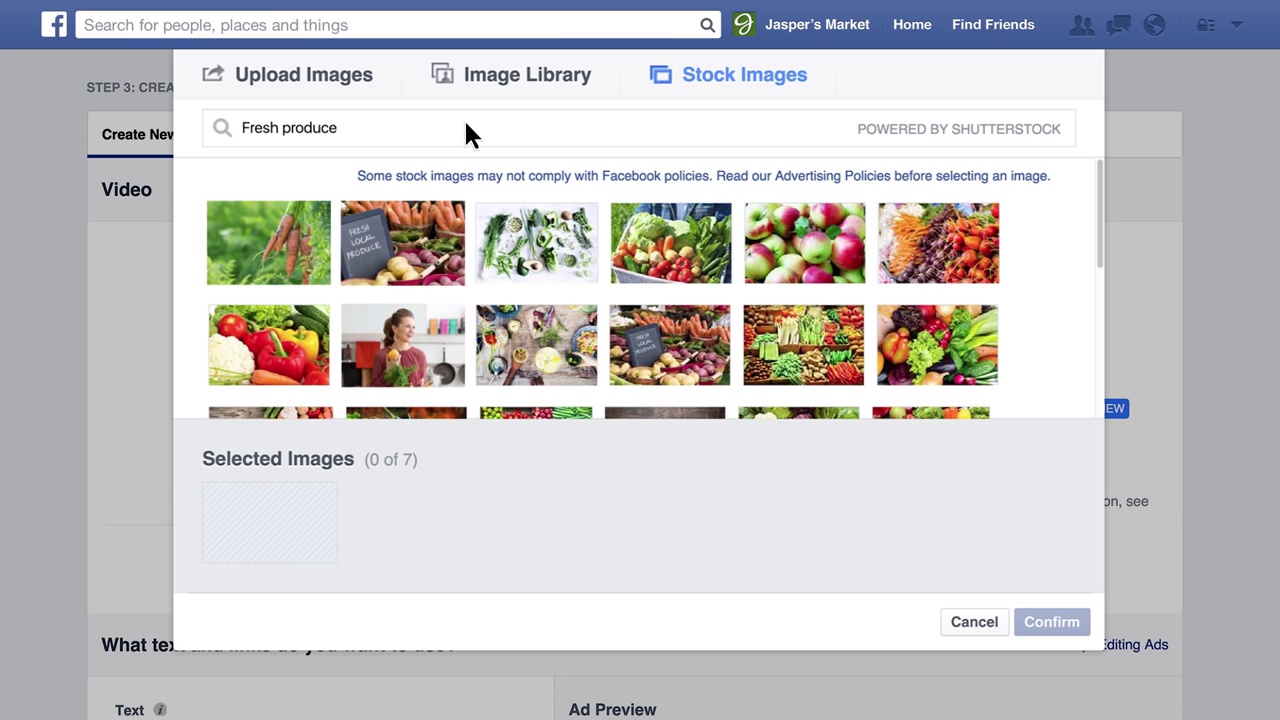 Search for people, places and things
Jasper's Market
Home
Find Friends
Upload Images
Image Library
Stock Images
STEP 3: CREA
Create New
Fresh produce
POWERED BY SHUTTERSTOCK
Video
Some stock images may not comply with Facebook policies. Read our Advertising Policies before selecting an image.
FRESH
LOCAL
PRODUCE
FRESH
LOCAL
PRODUCE
EW
Selected Images (0 of 7)
on, see
Cancel
Confirm
What tex
Editing Ads
Text
Ad Preview